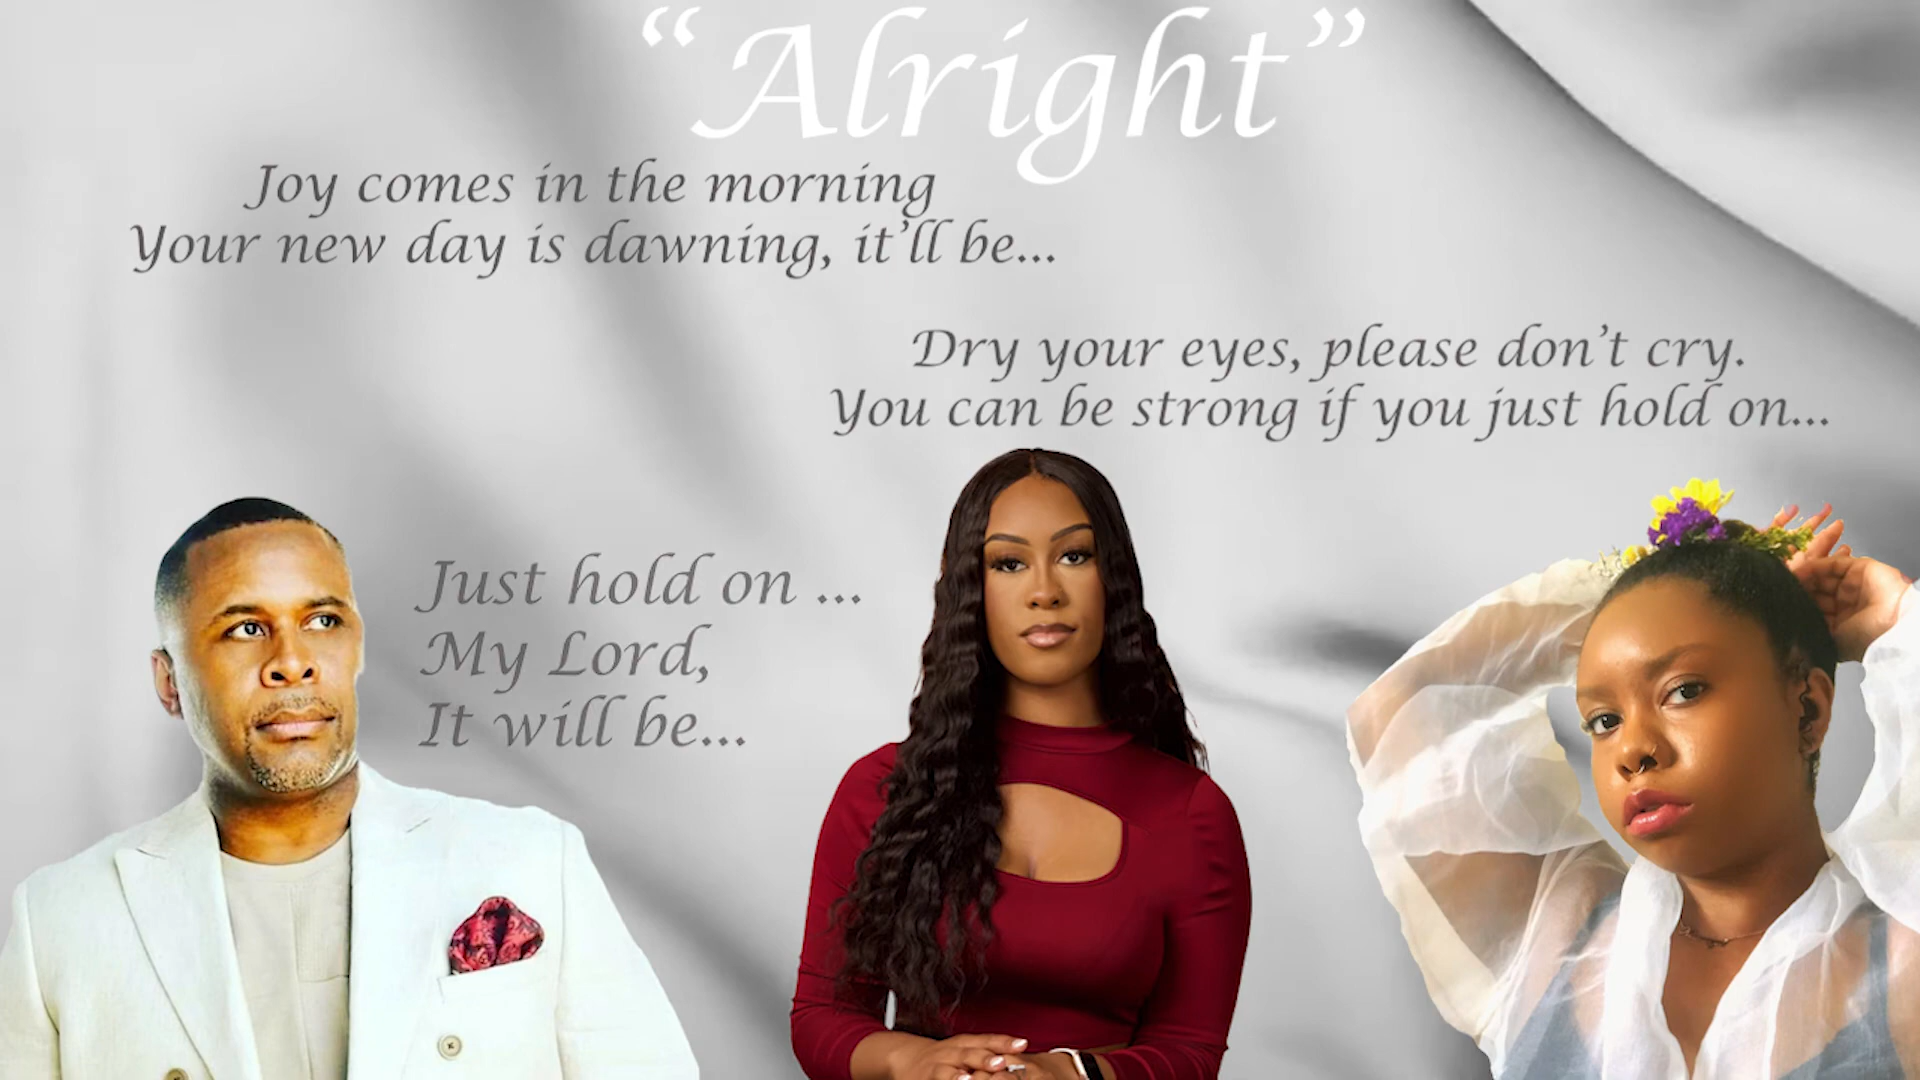 “Alright”
Joy comes in the morning
Your new day is dawning, it’ll be...
Dry your eyes, please don’t cry.
You can be strong if you just hold on...
Just hold on ...
My Lord,
It will be...